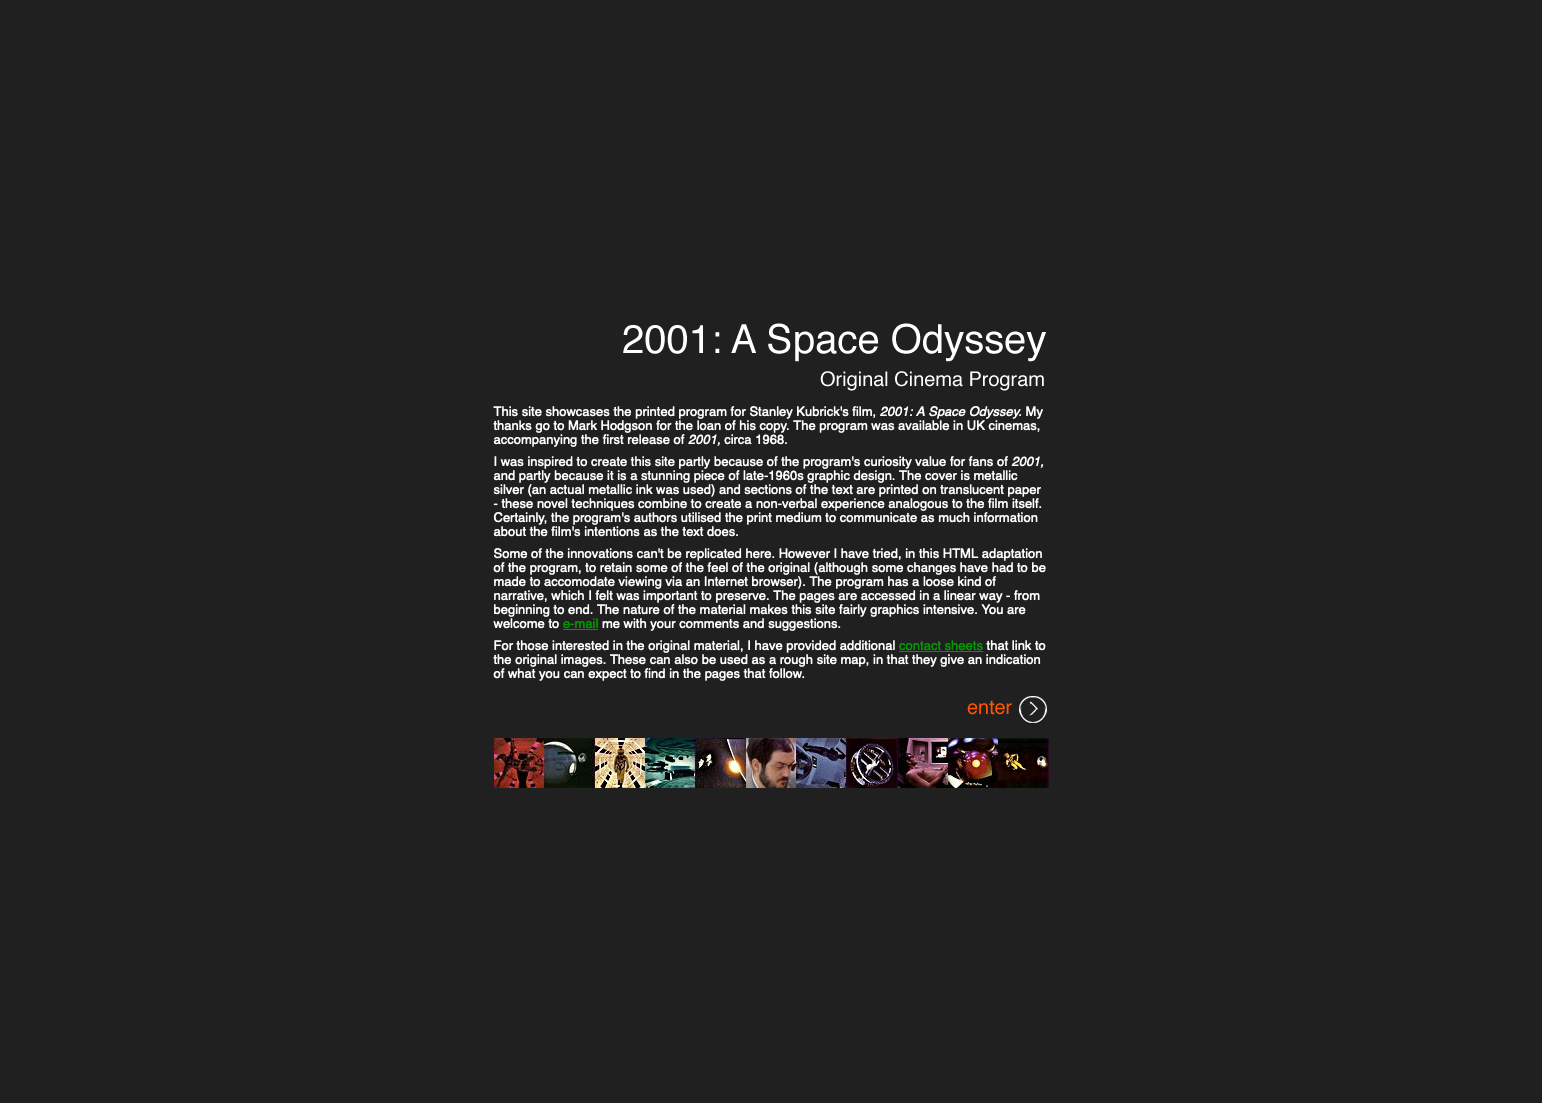 2001: A Space Odyssey
Original Cinema Program
This site showcases the printed program for Stanley Kubrick's film, 2001: A Space Odyssey. My
thanks go to Mark Hodgson for the loan of his copy. The program was available in UK cinemas,
accompanying the first release of 2001, circa 1968.
I was inspired to create this site partly because of the program's curiosity value for fans of 2001,
and partly because it is a stunning piece of late-1960s graphic design. The cover is metallic
silver (an actual metallic ink was used) and sections of the text are printed on translucent paper
- these novel techniques combine to create a non-verbal experience analogous to the film itself.
Certainly, the program's authors utilised the print medium to communicate as much information
about the film's intentions as the text does.
Some of the innovations can't be replicated here. However I have tried, in this HTML adaptation
of the program, to retain some of the feel of the original (although some changes have had to be
made to accomodate viewing via an Internet browser). The program has a loose kind of
narrative, which I felt was important to preserve. The pages are accessed in a linear way - from
beginning to end. The nature of the material makes this site fairly graphics intensive. You are
welcome to e-mail me with your comments and suggestions.
For those interested in the original material, I have provided additional contact sheets that link to
the original images. These can also be used as a rough site map, in that they give an indication
of what you can expect to find in the pages that follow.
enter